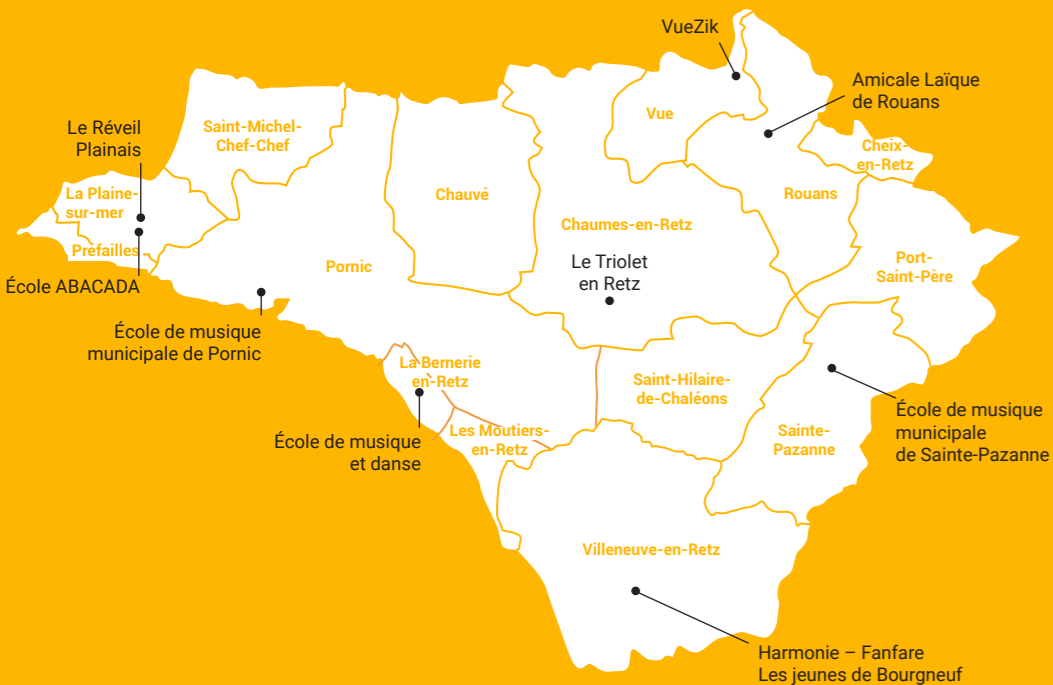 VueZik
Amicale Laïque
de Rouans
Le Réveil
Plainais
Saint-Michel-
Chef-Chef
Vue
Cheix-
en-Retz
La Plaine-
sur-mer
Chauvé
Rouans
Chaumes-en-Retz
Préfailles
Pornic
Le Triolet
en Retz
Port-
Saint-Père
École ABACADA
École de musique
municipale de Pornic
La Bernerie
en-Retz
Saint-Hilaire-
de-Chaléons
École de musique
municipale
de Sainte-Pazanne
École de musique
et danse
Les Moutiers-
en-Retz
Sainte-
Pazanne
Villeneuve-en-Retz
Harmonie – Fanfare
Les jeunes de Bourgneuf